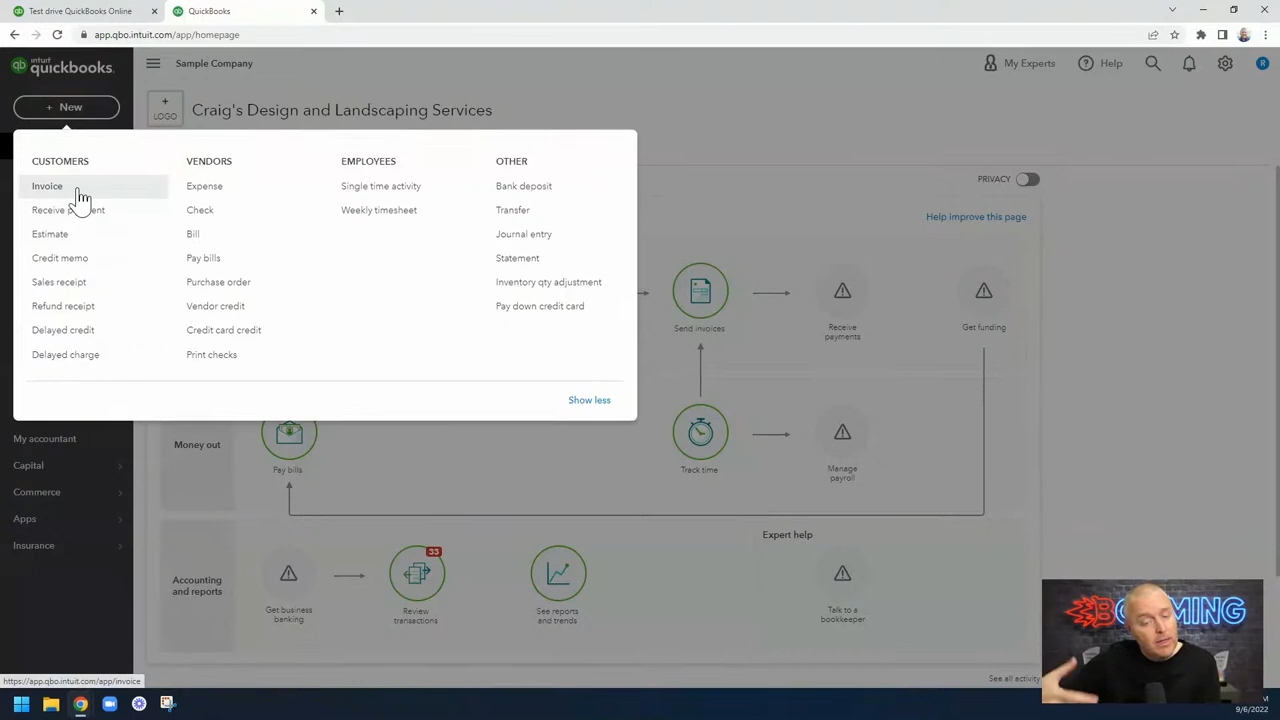 Test drive QuickBooks Online
QuickBooks
app.qbo.intuit.com/app/homepage
intuit
quickbooks.
Sample Company
My Experts
Help
R
+ New
+
LOGO
Craig's Design and Landscaping Services
CUSTOMERS
Invoice
Estimate
Credit memo
Sales receipt
Refund receipt
Delayed credit
Delayed charge
VENDORS
Expense
Check
Bill
Pay bills
Purchase order
Vendor credit
Credit card credit
Print checks
EMPLOYEES
Single time activity
Weekly timesheet
OTHER
Bank deposit
Transfer
Journal entry
Statement
Inventory qty adjustment
Pay down credit card
Show less
PRIVACY
Help improve this page
Send invoices
Receive
payments
Get funding
My accountant
Capital
Commerce
Apps
Insurance
Money out
Pay bills
Track time
Manage
payroll
Expert help
Accounting
and reports
Get business
banking
33
Review
transactions
See reports
and trends
Talk to a
bookkeeper
See all activity
https://app.qbo.intuit.com/app/invoice
9/6/2022